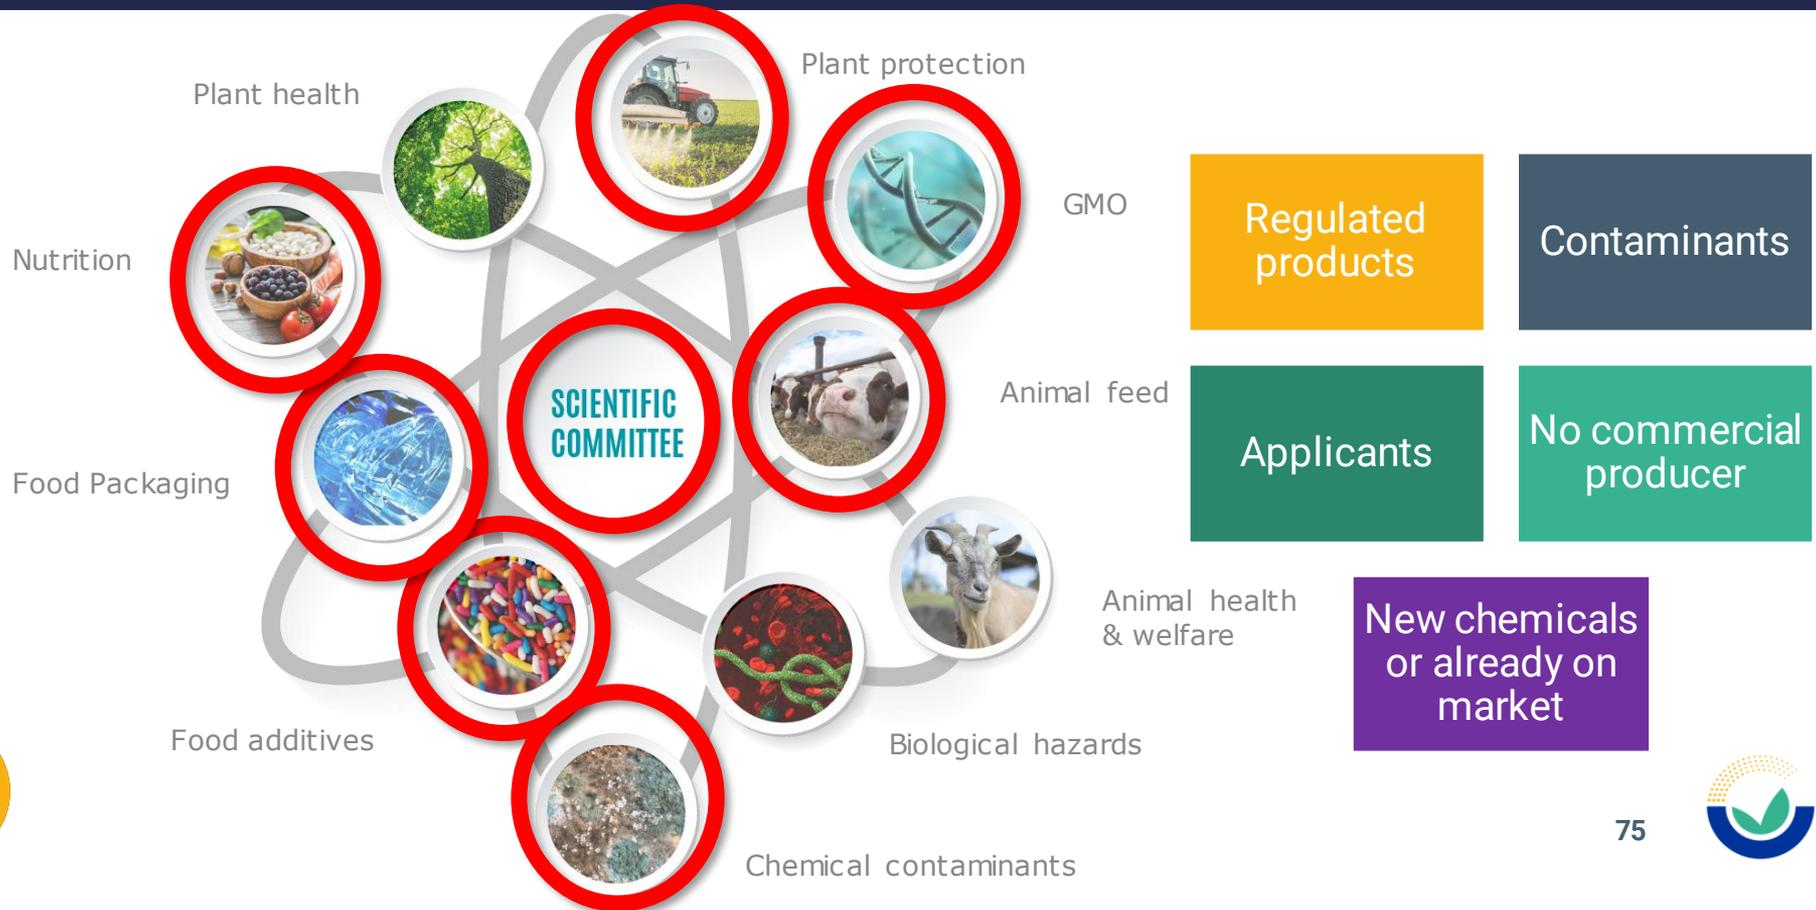 Plant protection
Plant health
GMO
Nutrition
SCIENTIFIC
COMMITTEE
Animal feed
Food Packaging
Animal health
& welfare
Food additives
Biological hazards
Chemical contaminants
Regulated
products
Contaminants
Applicants
No commercial
producer
New chemicals
or already on
market
75